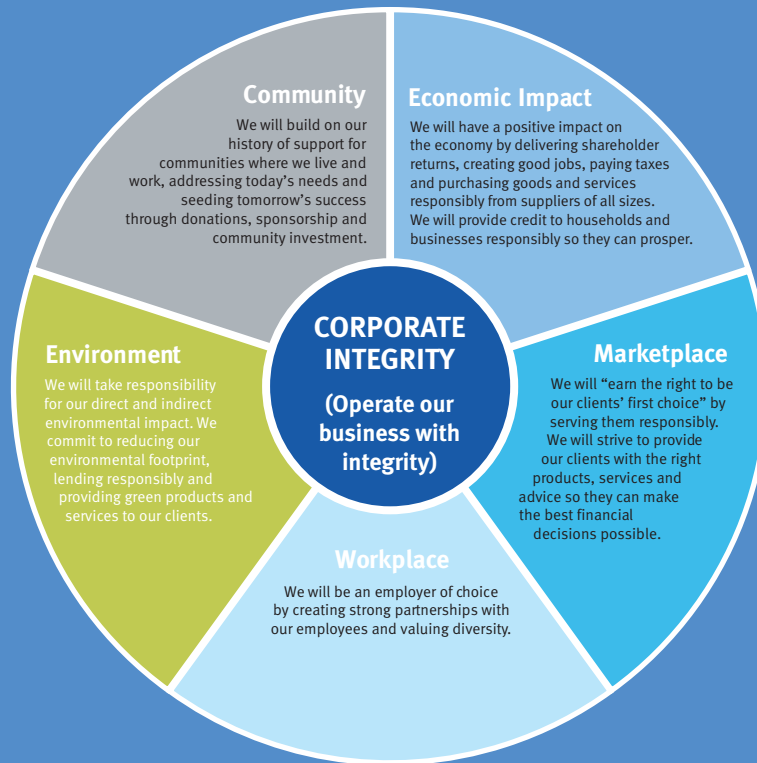 Community
We will build on our
history of support for
communities where we live and
work, addressing today's needs and
seeding tomorrow's success
through donations, sponsorship and
community investment.
Economic Impact
We will have a positive impact on
the economy by delivering shareholder
returns, creating good jobs, paying taxes
and purchasing goods and services
responsibly from suppliers of all sizes.
We will provide credit to households and
businesses responsibly so they can prosper.
CORPORATE
INTEGRITY
(Operate our
business with
integrity)
Environment
We will take responsibility
for our direct and indirect
environmental impact. We
commit to reducing our
environmental footprint,
lending responsibly and
providing green products and
services to our clients.
Marketplace
We will “earn the right to be
our clients’ first choice” by
serving them responsibly.
We will strive to provide
our clients with the right
products, services and
advice so they can make
the best financial
decisions possible.
Workplace
We will be an employer of choice
by creating strong partnerships with
our employees and valuing diversity.